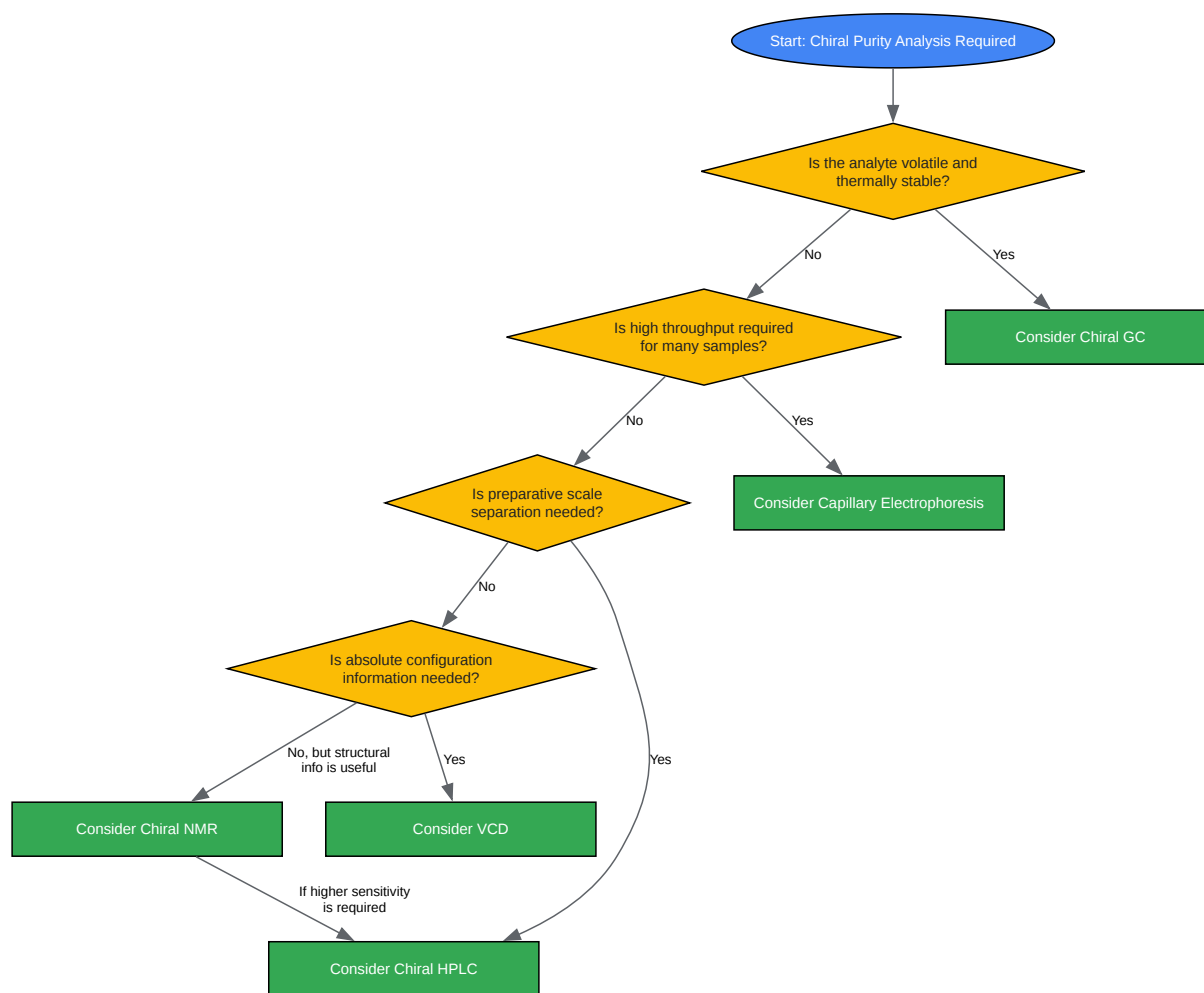 Start: Chiral Purity Analysis Required
Is the analyte volatile and
thermally stable?
No
Yes
Is high throughput required
for many samples?
Consider Chiral GC
No
Yes
Is preparative scale
separation needed?
Consider Capillary Electrophoresis
No
Is absolute configuration
information needed?
No, but structural
info is useful
Yes
Yes
Consider Chiral NMR
Consider VCD
If higher sensitivity
is required
Consider Chiral HPLC